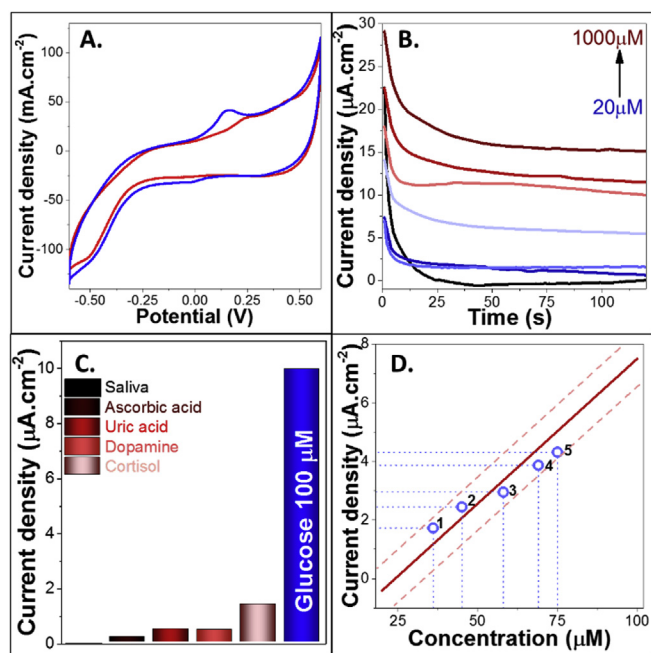 A.
Current density (mA.cm-2)
100
50
0
-50
-100
-0.50
-0.25
0.00
0.25
0.50
Potential (V)
B.
1000μM
20μM
Current density (μA.cm-2)
30
25
20
15
10
5
0
0
25
50
75
100
Time (s)
C.
Current density (μA.cm-2)
10
8
6
4
2
0
Saliva
Ascorbic acid
Uric acid
Dopamine
Cortisol
Glucose 100 μM
D.
Current density (μA.cm-2)
8
6
4
2
0
1
2
3
4
5
25
50
75
100
Concentration (μM)